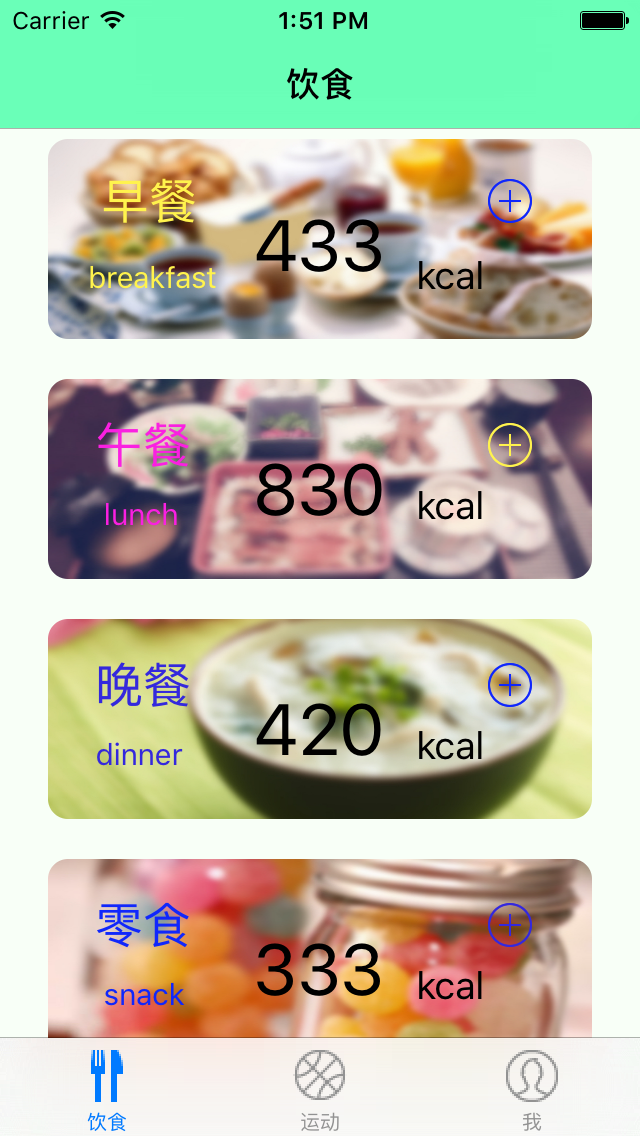 Carrier 1:51 PM
饮食
早餐
433 kcal
breakfast
午餐
830 kcal
lunch
晚餐
420 kcal
dinner
零食
333 kcal
snack
饮食 运动 我